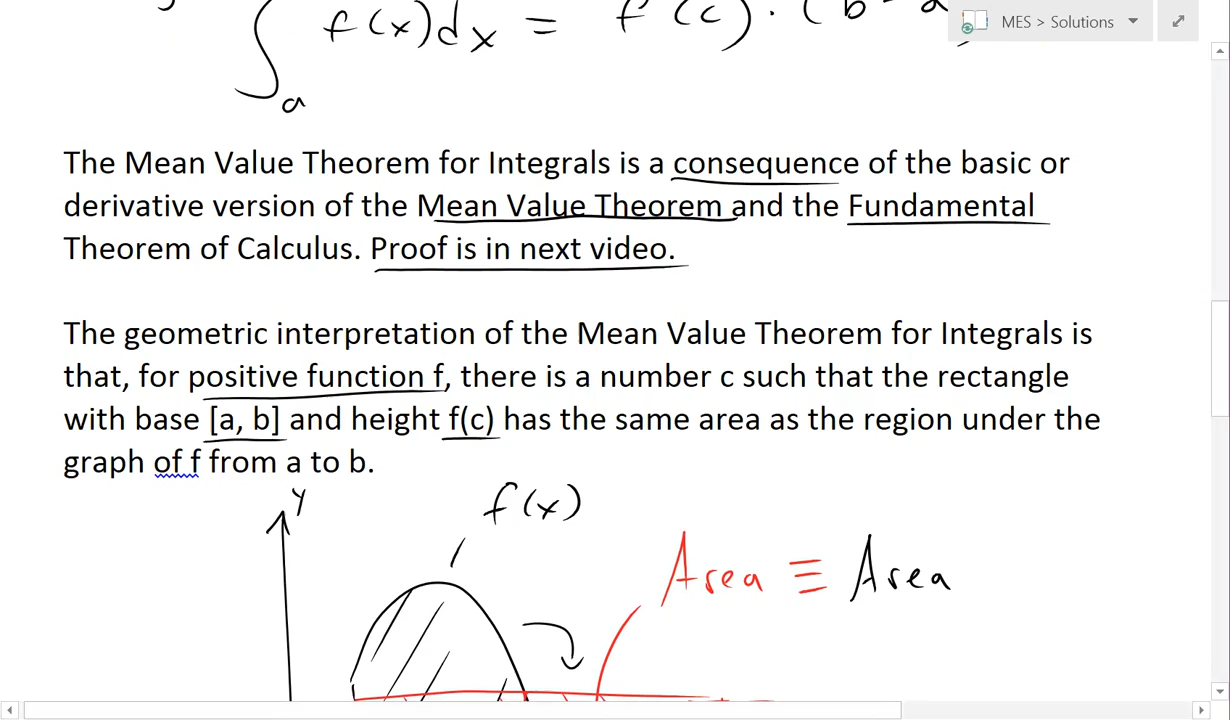 ∫ₐ f(x)dx = f(c) · (b - a)
MES > Solutions
The Mean Value Theorem for Integrals is a consequence of the basic or
derivative version of the Mean Value Theorem and the Fundamental
Theorem of Calculus. Proof is in next video.
The geometric interpretation of the Mean Value Theorem for Integrals is
that, for positive function f, there is a number c such that the rectangle
with base [a, b] and height f(c) has the same area as the region under the
graph of f from a to b.
y
f(x)
Area ≡ Area